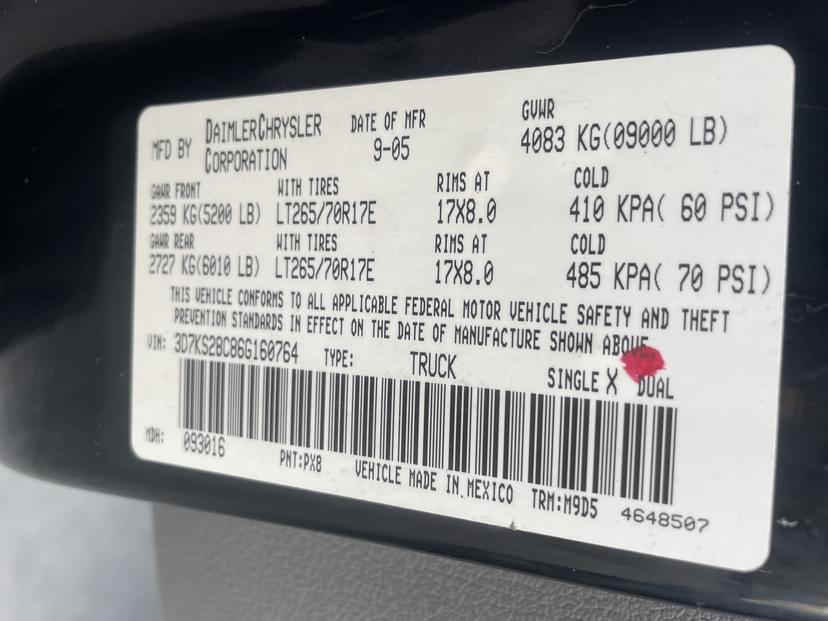 MFD BY DAIMLERCHRYSLER CORPORATION DATE OF MFR 9-05 GVWR 4083 KG(09000 LB)
GAWR FRONT WITH TIRES RIMS AT COLD
2359 KG(5200 LB) LT265/70R17E 17X8.0 410 KPA( 60 PSI)
GAWR REAR WITH TIRES RIMS AT COLD
2727 KG(6010 LB) LT265/70R17E 17X8.0 485 KPA( 70 PSI)
THIS VEHICLE CONFORMS TO ALL APPLICABLE FEDERAL MOTOR VEHICLE SAFETY AND THEFT
PREVENTION STANDARDS IN EFFECT ON THE DATE OF MANUFACTURE SHOWN ABOVE.
VIN: 3D7KS28C86G160764 TYPE: TRUCK SINGLE X DUAL
MDH: 093016 PNT:PX8 VEHICLE MADE IN MEXICO TRM:M9D5 4648507